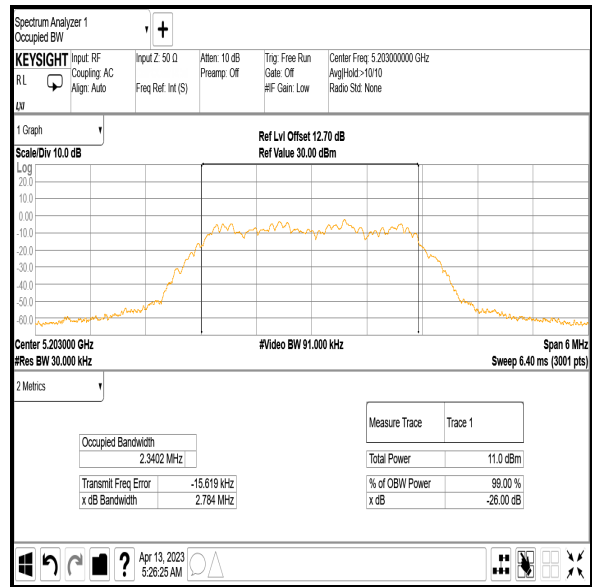 Spectrum Analyzer 1
Occupied BW
+
KEYSIGHT
RL
LXI
Input: RF
Coupling: AC
Align: Auto
Input Z: 50 Ω
Freq Ref: Int (S)
Atten: 10 dB
Preamp: Off
Trig: Free Run
Gate: Off
#IF Gain: Low
Center Freq: 5.203000000 GHz
Avg|Hold:>10/10
Radio Std: None
1 Graph
Scale/Div 10.0 dB
Ref Lvl Offset 12.70 dB
Ref Value 30.00 dBm
Log
20.0
10.0
0.00
-10.0
-20.0
-30.0
-40.0
-50.0
-60.0
Center 5.203000 GHz
#Res BW 30.000 kHz
#Video BW 91.000 kHz
Span 6 MHz
Sweep 6.40 ms (3001 pts)
2 Metrics
Occupied Bandwidth
2.3402 MHz
Transmit Freq Error -15.619 kHz
x dB Bandwidth 2.784 MHz
Measure Trace Trace 1
Total Power 11.0 dBm
% of OBW Power 99.00 %
x dB -26.00 dB
?
Apr 13, 2023
5:26:25 AM